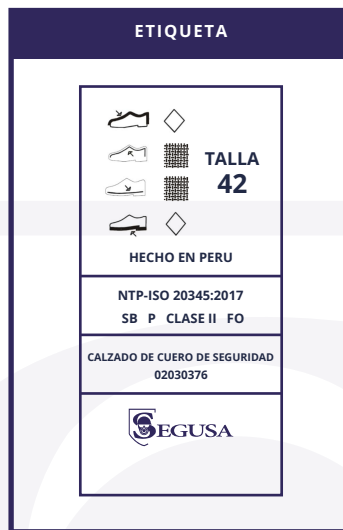 ETIQUETA
TALLA
42
HECHO EN PERU
NTP-ISO 20345:2017
SB P CLASE II FO
CALZADO DE CUERO DE SEGURIDAD
02030376
SEGUSA